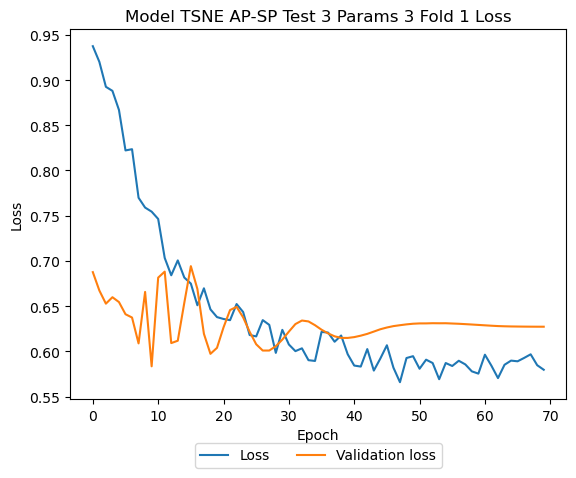 Model TSNE AP-SP Test 3 Params 3 Fold 1 Loss
0.95
0.90
0.85
0.80
0.75
0.70
0.65
0.60
0.55
Loss
0 10 20 30 40 50 60 70
Epoch
Loss Validation loss